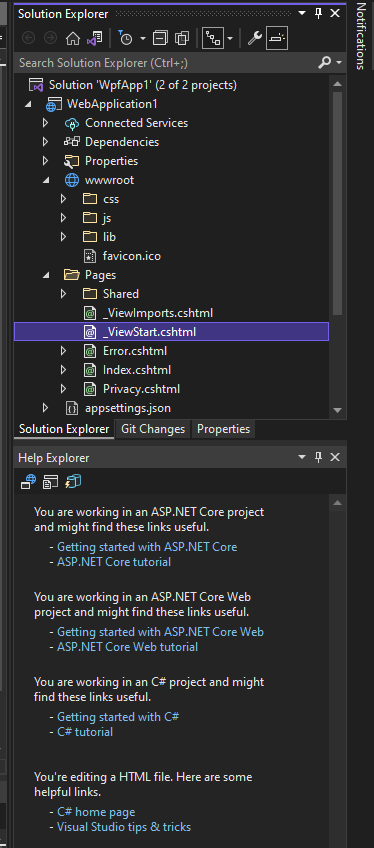 Solution Explorer
Notifications
Search Solution Explorer (Ctrl+;)
Solution 'WpfApp1' (2 of 2 projects)
WebApplication1
Connected Services
Dependencies
Properties
wwwroot
css
js
lib
favicon.ico
Pages
Shared
_ViewImports.cshtml
_ViewStart.cshtml
Error.cshtml
Index.cshtml
Privacy.cshtml
appsettings.json
Solution Explorer Git Changes Properties
Help Explorer
You are working in an ASP.NET Core project
and might find these links useful.
- Getting started with ASP.NET Core
- ASP.NET Core tutorial
You are working in an ASP.NET Core Web
project and might find these links useful.
- Getting started with ASP.NET Core Web
- ASP.NET Core Web tutorial
You are working in an C# project and might
find these links useful.
- Getting started with C#
- C# tutorial
You're editing a HTML file. Here are some
helpful links.
- C# home page
- Visual Studio tips & tricks